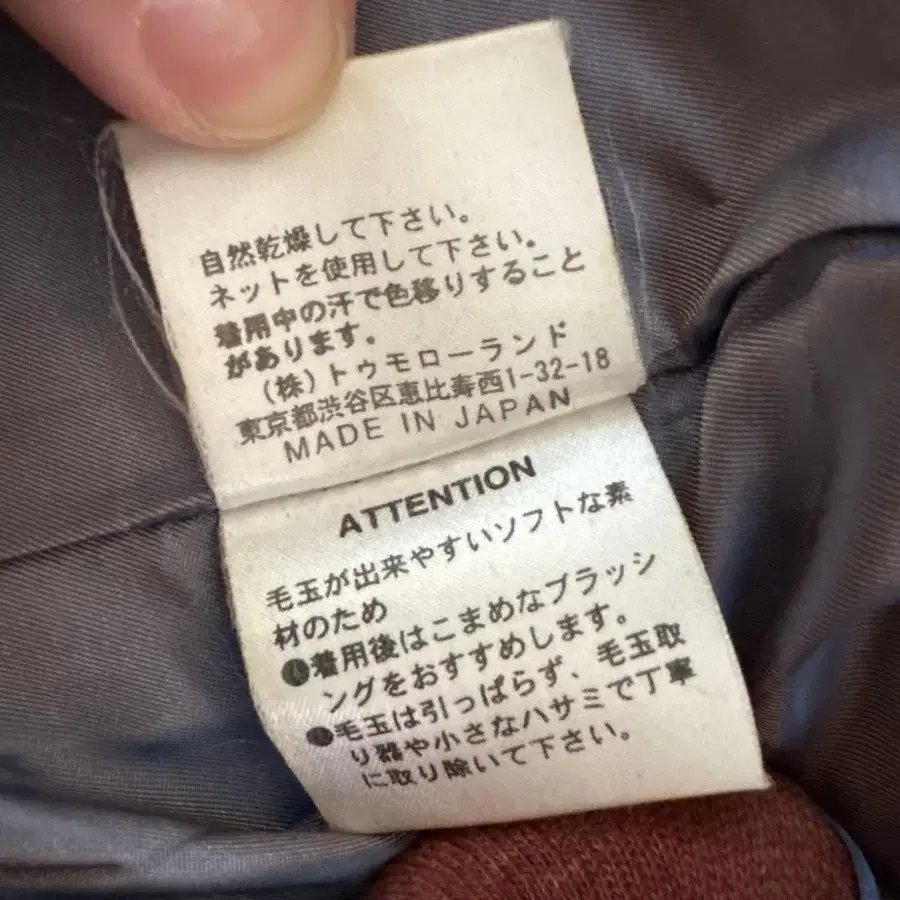 自然乾燥して下さい。
ネットを使用して下さい。
着用中の汗で色移りすること
があります。
(株)トゥモローランド
東京都渋谷区恵比寿西1-32-18
MADE IN JAPAN
ATTENTION
毛玉が出来やすいソフトな素
材のため
●着用後はこまめなブラッシ
ングをおすすめします。
●毛玉は引っぱらず、毛玉取
り器や小さなハサミで丁寧
に取り除いて下さい。